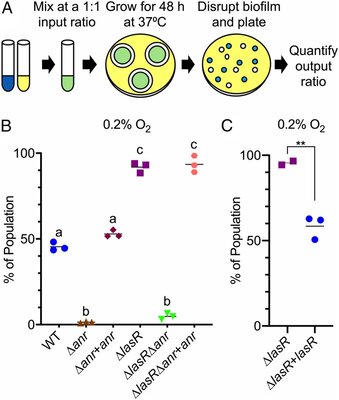 A
Mix at a 1:1
input ratio
Grow for 48 h
at 37ºC
Disrupt biofilm
and plate
Quantify
output
ratio
B
0.2% O2
% of Population
100
50
0
a
b
a
c
b
c
WT
Δanr
Δanr+anr
ΔlasR
ΔlasRΔanr
ΔlasRΔanr+anr
C
0.2% O2
% of Population
100
50
0
**
ΔlasR
ΔlasR+lasR